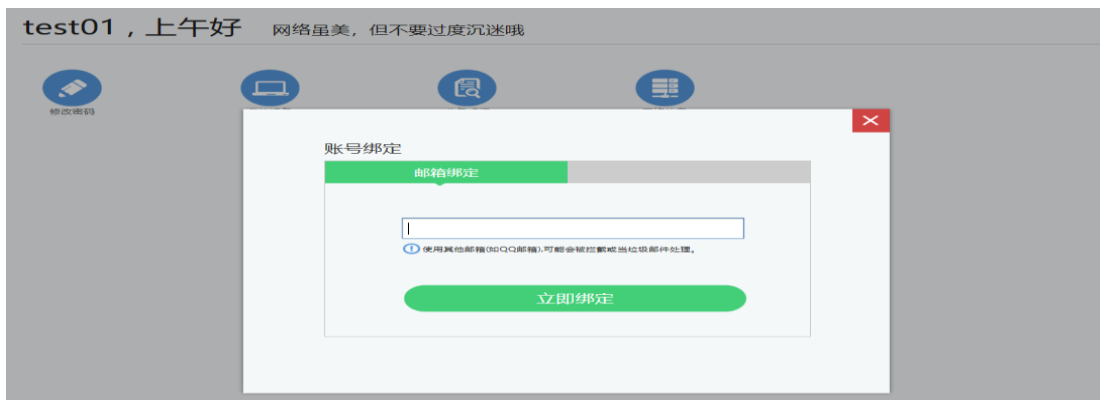 test01，上午好 网络虽美，但不要过度沉迷哦
修改密码
账号绑定
邮箱绑定
使用其他邮箱(如QQ邮箱),可能会被拦截或当垃圾邮件处理。
立即绑定